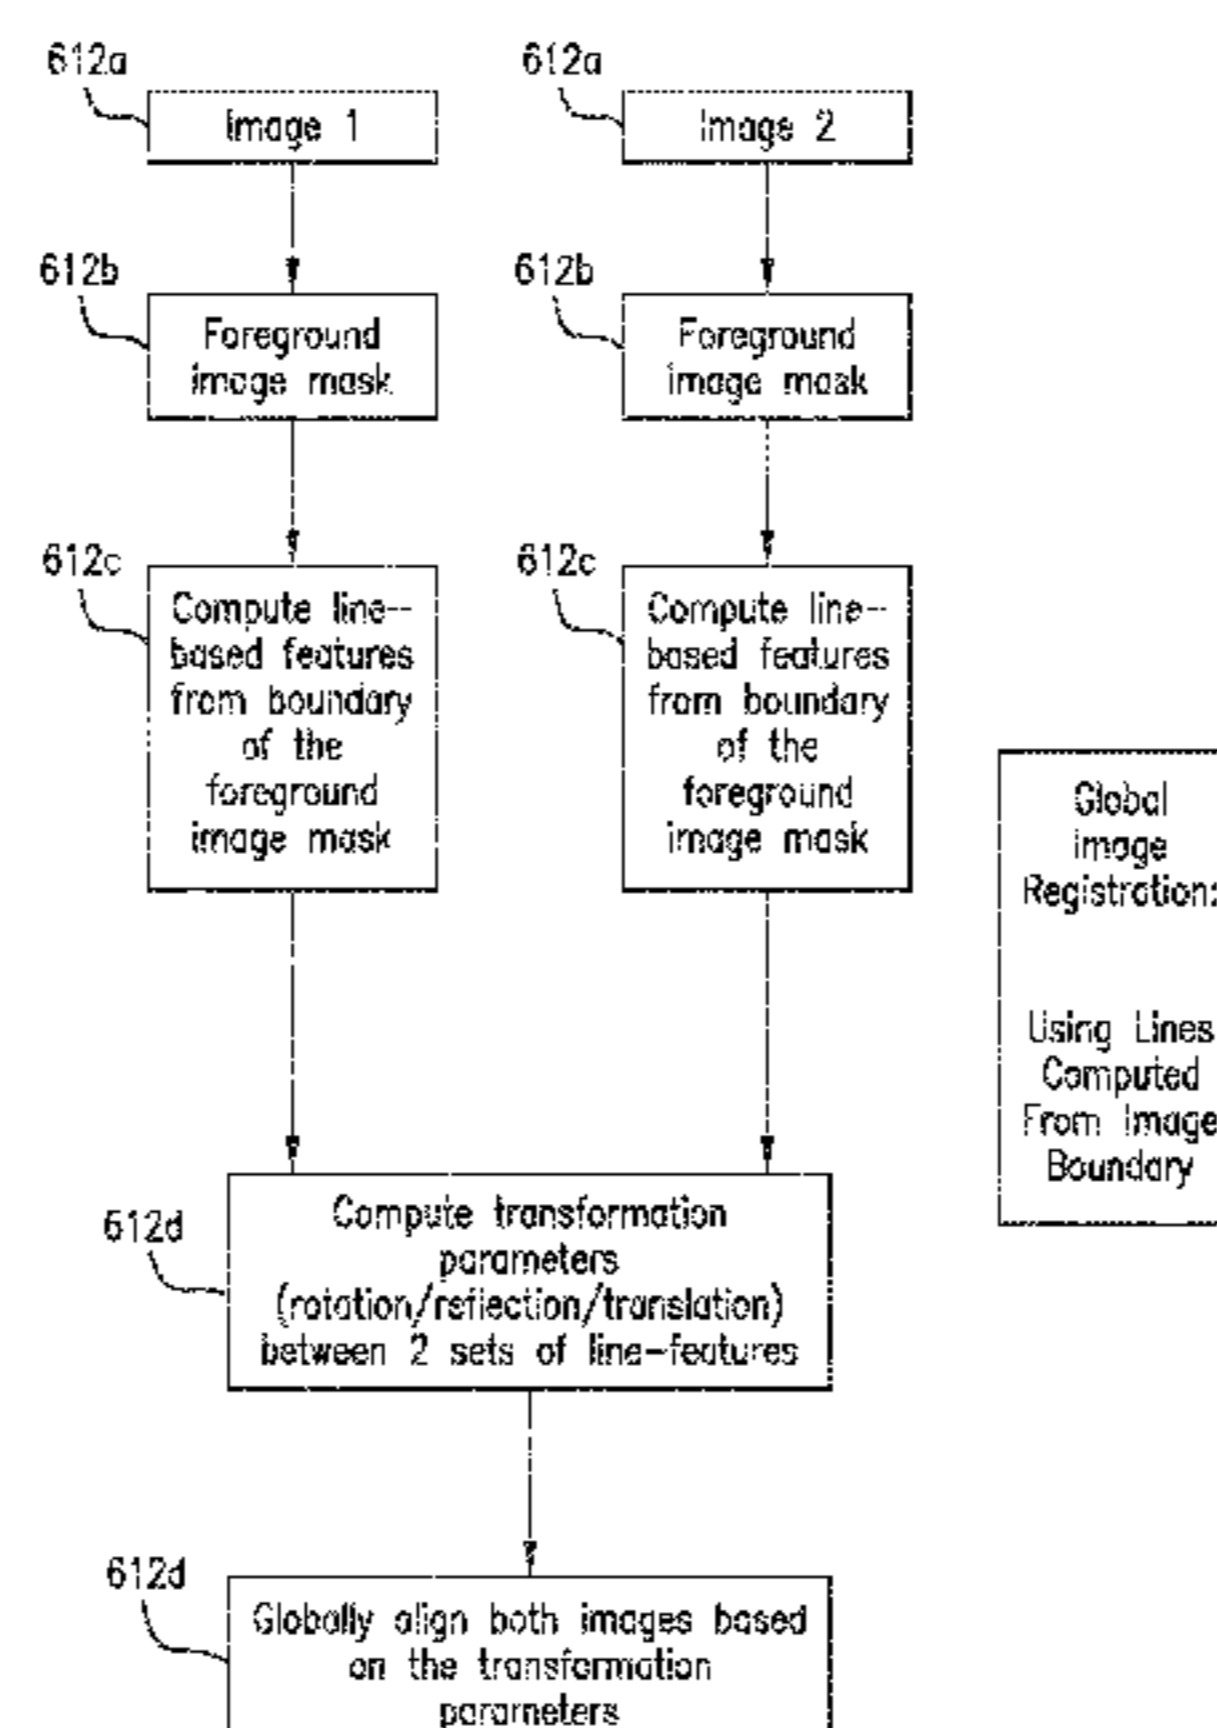 612a
Image 1
612a
Image 2
612b
Foreground
image mask
612b
Foreground
image mask
612c
Compute line-
based features
from boundary
of the
foreground
image mask
612c
Compute line-
based features
from boundary
of the
foreground
image mask
Global
image
Registration:
Using Lines
Computed
From Image
Boundary
612d
Compute transformation
parameters
(rotation/reflection/translation)
between 2 sets of line-features
612d
Globally align both images based
on the transformation
parameters